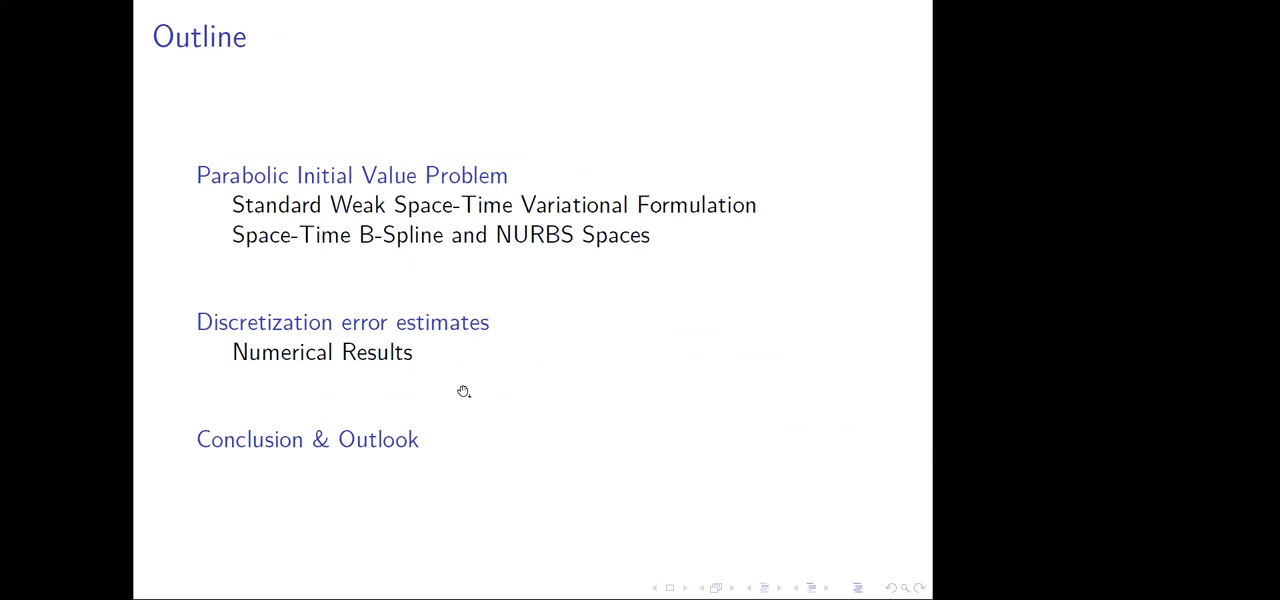 Outline
Parabolic Initial Value Problem
Standard Weak Space-Time Variational Formulation
Space-Time B-Spline and NURBS Spaces
Discretization error estimates
Numerical Results
Conclusion & Outlook